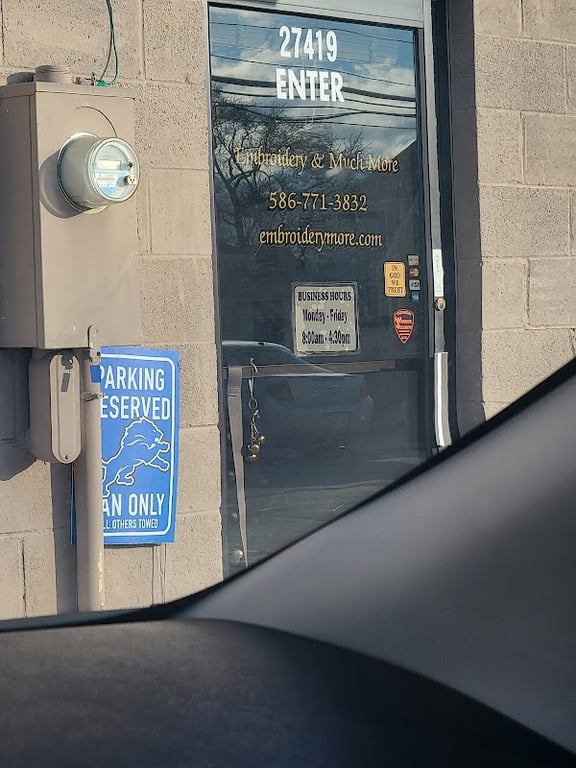 27419
ENTER
Embroidery & Much More
586-771-3832
embroiderymore.com
IN
GOD
WE
TRUST
BUSINESS HOURS
Monday - Friday
8:00am - 4:30pm
PARKING
ESERVED
AN ONLY
LL OTHERS TOWED